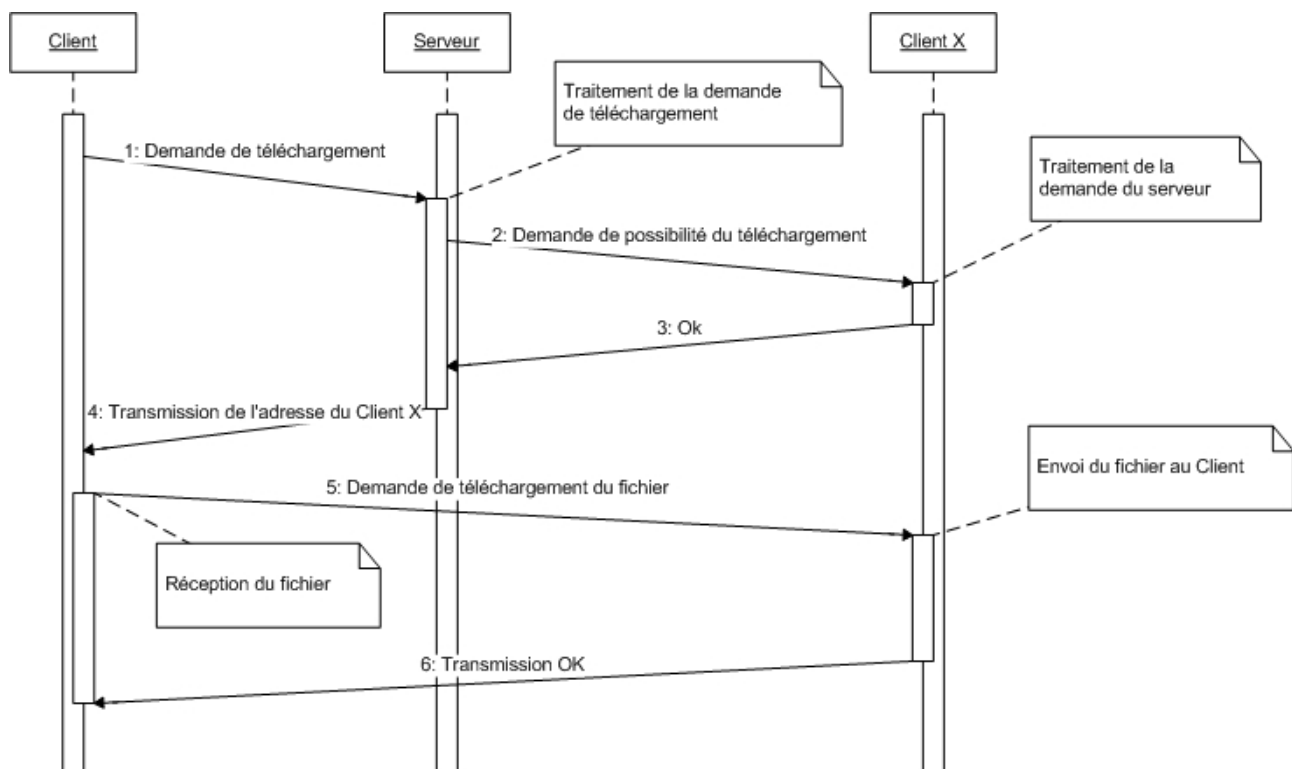 Client
Serveur
Client X
Traitement de la demande
de téléchargement
1: Demande de téléchargement
Traitement de la
demande du serveur
2: Demande de possibilité du téléchargement
3: Ok
4: Transmission de l'adresse du Client X
Envoi du fichier au Client
5: Demande de téléchargement du fichier
Réception du fichier
6: Transmission OK